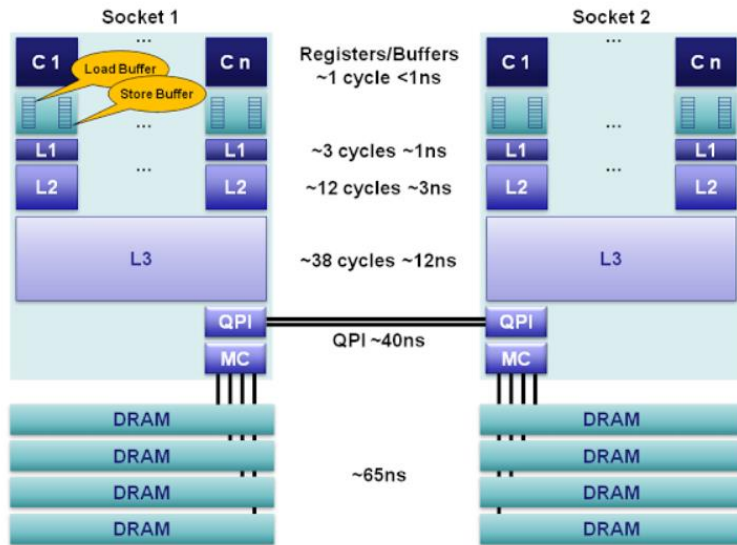 Socket 1
Socket 2
...
...
C 1
C n
Registers/Buffers
~1 cycle <1ns
C 1
C n
Load Buffer
Store Buffer
...
...
L1
L1
~3 cycles ~1ns
L1
L1
...
...
L2
L2
~12 cycles ~3ns
L2
L2
L3
~38 cycles ~12ns
L3
QPI
QPI
QPI ~40ns
MC
MC
DRAM
DRAM
DRAM
DRAM
~65ns
DRAM
DRAM
DRAM
DRAM